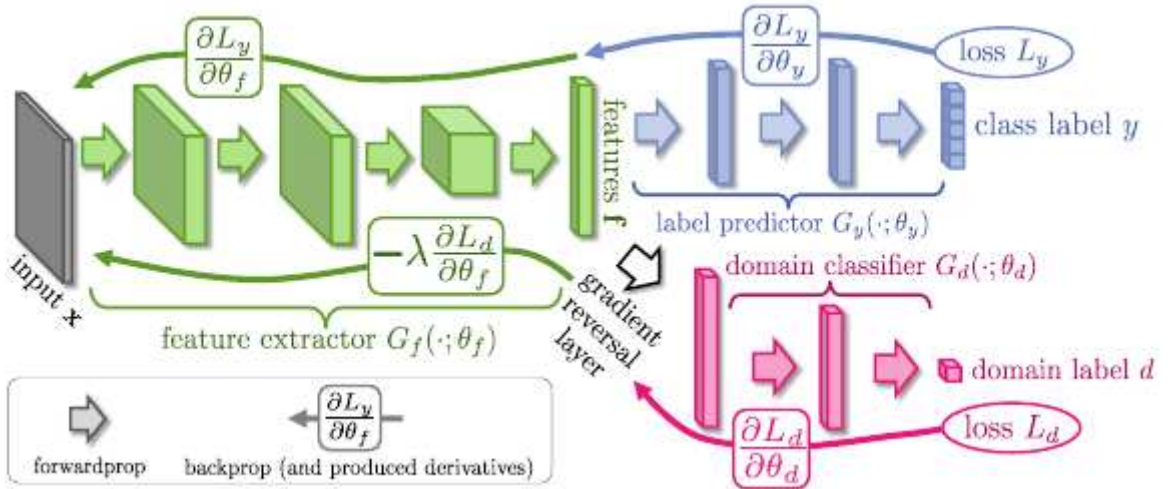 ∂L_y/∂θ_f
∂L_y/∂θ_y
loss L_y
input x
features f
class label y
label predictor G_y(·; θ_y)
−λ ∂L_d/∂θ_f
gradient
reversal
layer
feature extractor G_f(·; θ_f)
domain classifier G_d(·; θ_d)
domain label d
∂L_d/∂θ_d
loss L_d
forwardprop
∂L_y/∂θ_f
backprop (and produced derivatives)